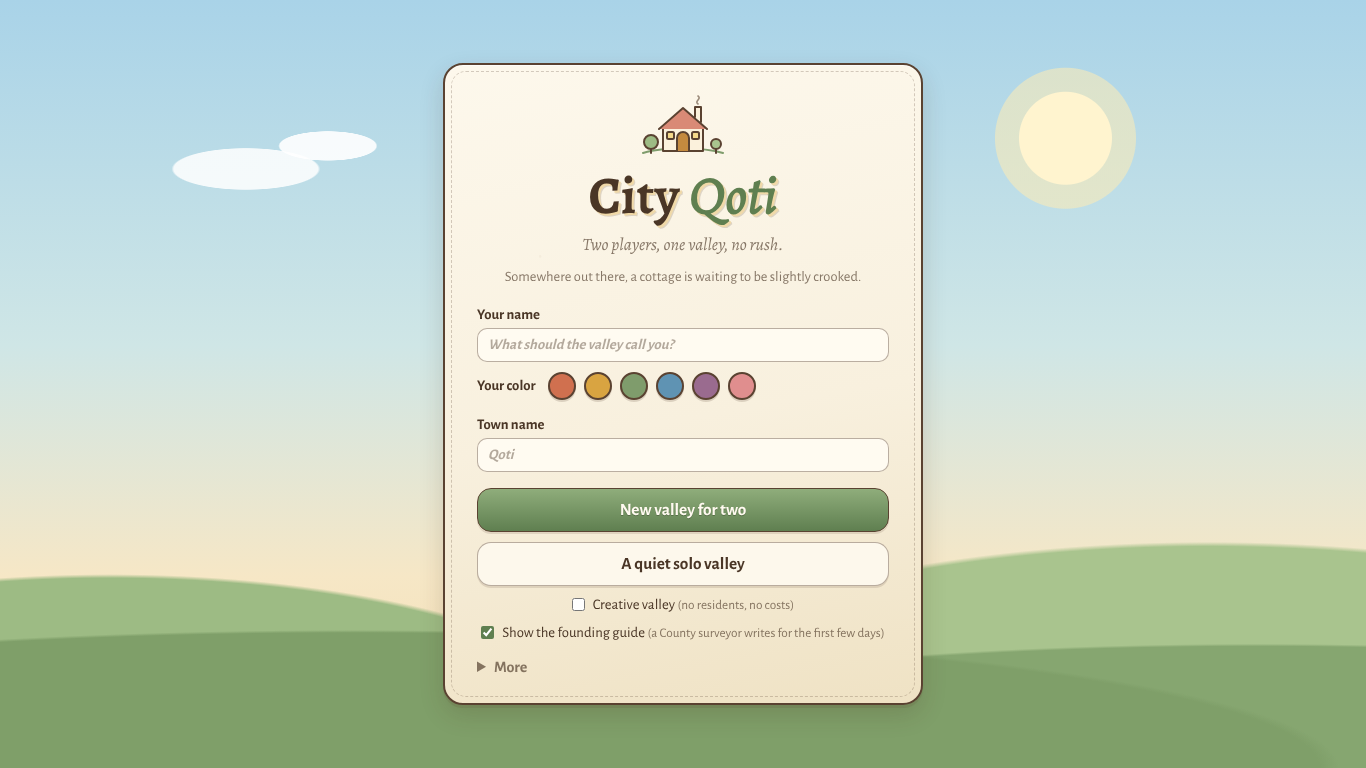 City Qoti
Two players, one valley, no rush.
Somewhere out there, a cottage is waiting to be slightly crooked.
Your name
What should the valley call you?
Your color
Town name
Qoti
New valley for two
A quiet solo valley
Creative valley (no residents, no costs)
Show the founding guide (a County surveyor writes for the first few days)
More